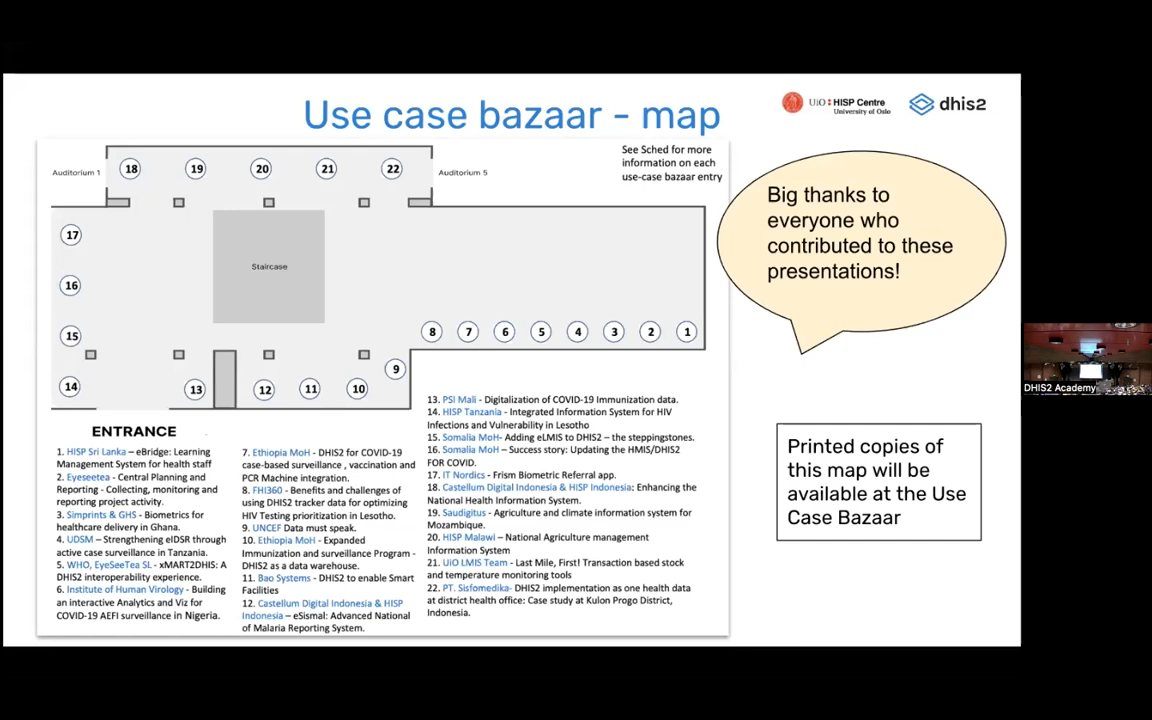 Use case bazaar - map
UiO HISP Centre
University of Oslo
dhis2
See Sched for more
information on each
use-case bazaar entry
Auditorium 1
18
19
20
21
22
Auditorium 5
17
16
15
14
Staircase
8
7
6
5
4
3
2
1
9
13
12
11
10
ENTRANCE
1. HISP Sri Lanka – eBridge: Learning
Management System for health staff
2. Eyeseetea - Central Planning and
Reporting - Collecting, monitoring and
reporting project activity.
3. Simprints & GHS - Biometrics for
healthcare delivery in Ghana.
4. UDSM – Strengthening eIDSR through
active case surveillance in Tanzania.
5. WHO, EyeSeeTea SL - xMART2DHIS: A
DHIS2 interoperability experience.
6. Institute of Human Virology - Building
an interactive Analytics and Viz for
COVID-19 AEFI surveillance in Nigeria.
7. Ethiopia MoH - DHIS2 for COVID-19
case-based surveillance , vaccination and
PCR Machine integration.
8. FHI360 - Benefits and challenges of
using DHIS2 tracker data for optimizing
HIV Testing prioritization in Lesotho.
9. UNCEF Data must speak.
10. Ethiopia MoH - Expanded
Immunization and surveillance Program -
DHIS2 as a data warehouse.
11. Bao Systems - DHIS2 to enable Smart
Facilities
12. Castellum Digital Indonesia & HISP
Indonesia – eSismal: Advanced National
of Malaria Reporting System.
13. PSI Mali - Digitalization of COVID-19 Immunization data.
14. HISP Tanzania - Integrated Information System for HIV
Infections and Vulnerability in Lesotho
15. Somalia MoH- Adding eLMIS to DHIS2 – the steppingstones.
16. Somalia MoH – Success story: Updating the HMIS/DHIS2
FOR COVID.
17. IT Nordics - Frism Biometric Referral app.
18. Castellum Digital Indonesia & HISP Indonesia: Enhancing the
National Health Information System.
19. Saudigitus - Agriculture and climate information system for
Mozambique.
20. HISP Malawi – National Agriculture management
Information System
21. UiO LMIS Team - Last Mile, First! Transaction based stock
and temperature monitoring tools
22. PT. Sisfomedika- DHIS2 implementation as one health data
at district health office: Case study at Kulon Progo District,
Indonesia.
Big thanks to
everyone who
contributed to these
presentations!
Printed copies of
this map will be
available at the Use
Case Bazaar
DHIS2 Academy